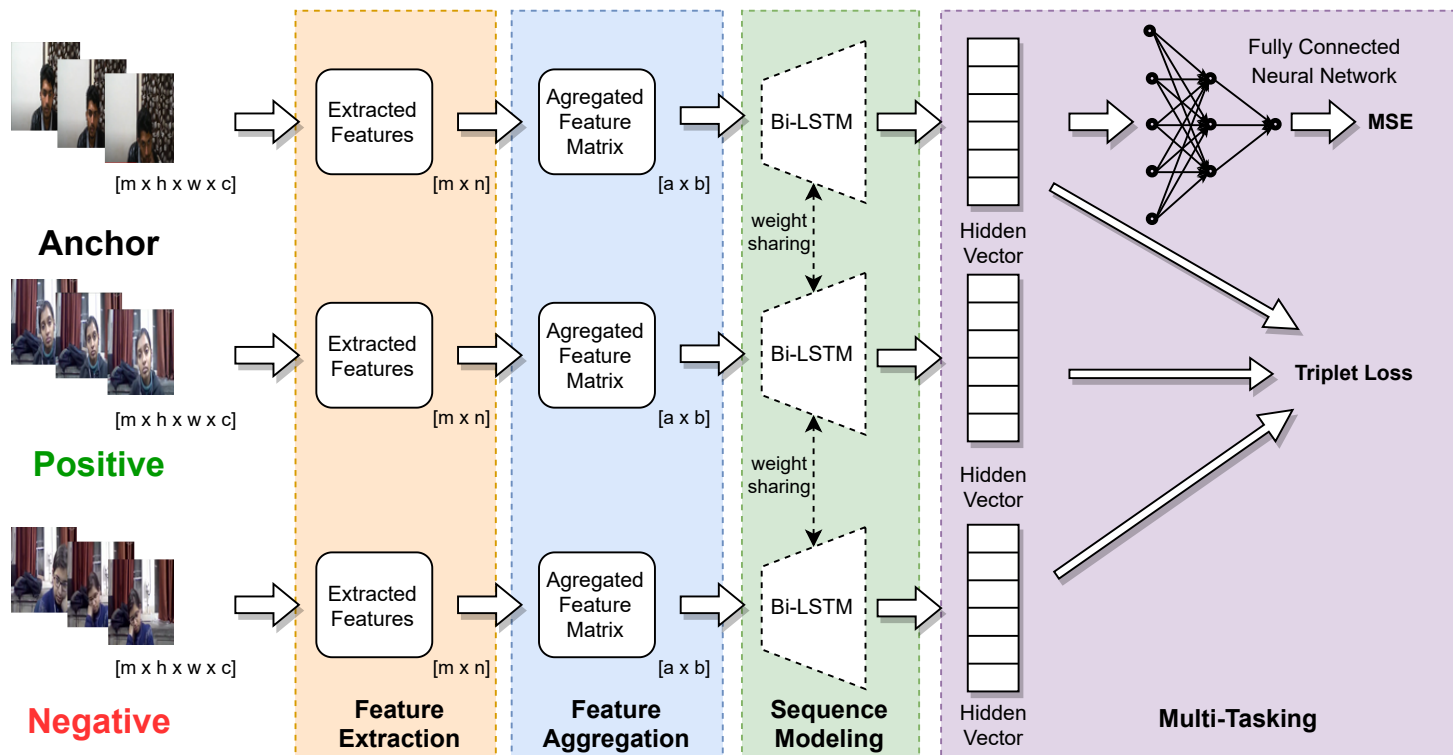 [m x h x w x c]
Anchor
Extracted
Features
[m x n]
Agregated
Feature
Matrix
[a x b]
Bi-LSTM
Hidden
Vector
Fully Connected
Neural Network
MSE
weight
sharing
[m x h x w x c]
Positive
Extracted
Features
[m x n]
Agregated
Feature
Matrix
[a x b]
Bi-LSTM
Hidden
Vector
Triplet Loss
weight
sharing
[m x h x w x c]
Negative
Extracted
Features
[m x n]
Agregated
Feature
Matrix
[a x b]
Bi-LSTM
Hidden
Vector
Feature
Extraction
Feature
Aggregation
Sequence
Modeling
Multi-Tasking